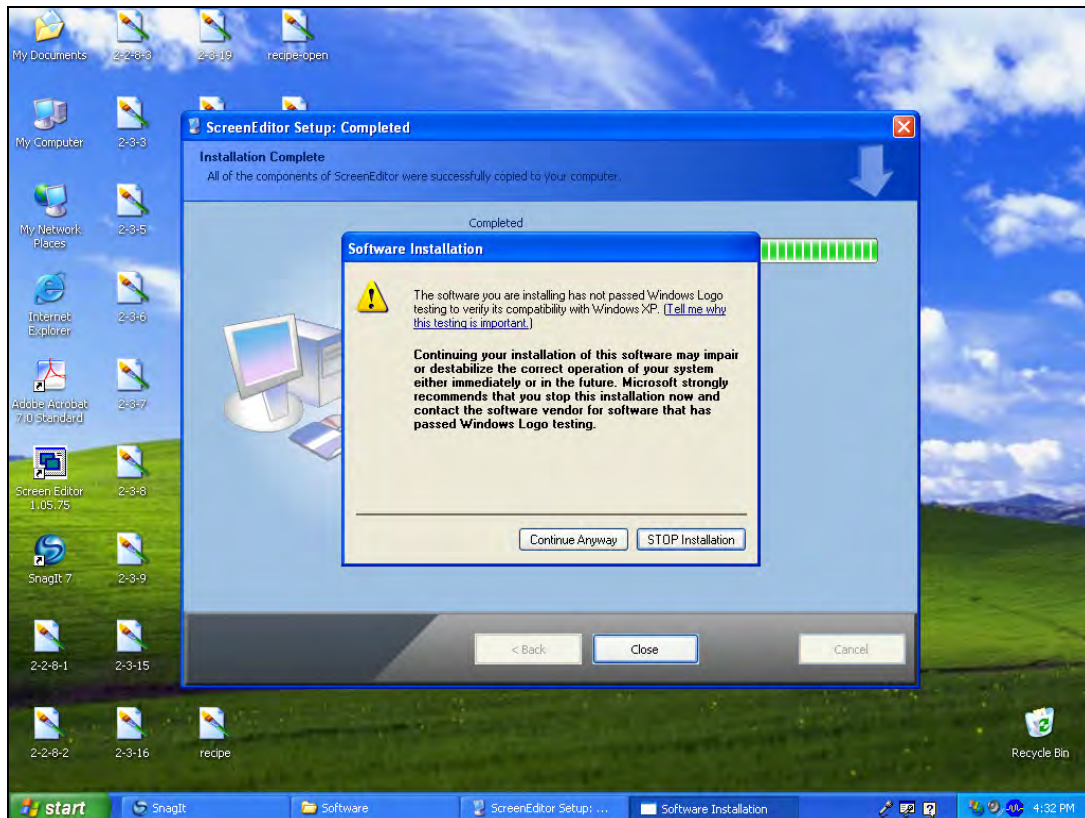 My Documents
2-2-8-3
2-3-19
recipe-open
My Computer
2-3-3
My Network
Places
2-3-5
Internet
Explorer
2-3-6
Adobe Acrobat
7.0 Standard
2-3-7
Screen Editor
1.05.75
2-3-8
SnagIt 7
2-3-9
2-2-8-1
2-3-15
2-2-8-2
2-3-16
recipe
Recycle Bin
ScreenEditor Setup: Completed
Installation Complete
All of the components of ScreenEditor were successfully copied to your computer.
Completed
Software Installation
The software you are installing has not passed Windows Logo
testing to verify its compatibility with Windows XP. (Tell me why
this testing is important.)
Continuing your installation of this software may impair
or destabilize the correct operation of your system
either immediately or in the future. Microsoft strongly
recommends that you stop this installation now and
contact the software vendor for software that has
passed Windows Logo testing.
Continue Anyway
STOP Installation
< Back
Close
Cancel
start
SnagIt
Software
ScreenEditor Setup: ...
Software Installation
4:32 PM